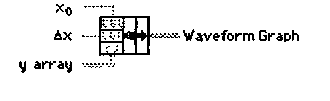 x₀
Δx
Waveform Graph
y array